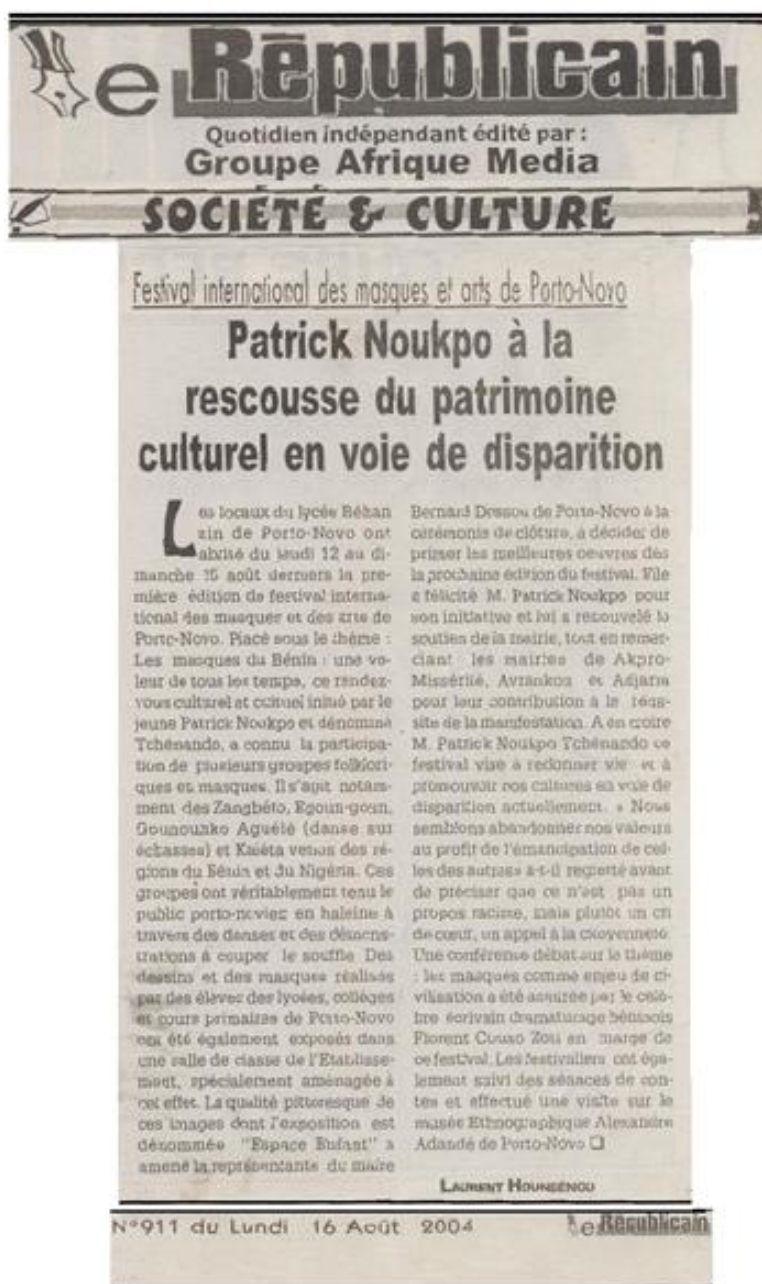 Le Républicain
Quotidien indépendant édité par :
Groupe Afrique Media
SOCIÉTÉ & CULTURE
Festival international des masques et arts de Porto-Novo
Patrick Noukpo à la
rescousse du patrimoine
culturel en voie de disparition
Les locaux du lycée Béhan
zin de Porto-Novo ont
abrité du jeudi 12 au di-
manche 15 août derniers la pre-
mière édition de festival interna-
tional des masques et des arts de
Porto-Novo. Placé sous le thème :
Les masques du Bénin : une va-
leur de tous les temps, ce rendez-
vous culturel et cultuel initié par le
jeune Patrick Noukpo et dénommé
Tchénando, a connu la participa-
tion de plusieurs groupes folklori-
ques et masques. Il s'agit notam-
ment des Zangbéto, Egoun-goun,
Gounouko Aguélé (danse sur
échasses) et Kaléta venus des ré-
gions du Bénin et du Nigéria. Ces
groupes ont véritablement tenu le
public porto-novien en haleine à
travers des danses et des démons-
trations à couper le souffle. Des
dessins et des masques réalisés
par des élèves des lycées, collèges
et cours primaires de Porto-Novo
ont été également exposés dans
une salle de classe de l'Etablisse-
ment, spécialement aménagée à
cet effet. La qualité pittoresque de
ces images dont l'exposition est
dénommée "Espace Enfant" a
amené la représentante du maire
Bernard Dossou de Porto-Novo à la
cérémonie de clôture, à décider de
primer les meilleures oeuvres dès
la prochaine édition du festival. Elle
a félicité M. Patrick Noukpo pour
son initiative et lui a renouvelé le
soutien de la mairie, tout en remer-
ciant les mairies de Akpro-
Missérité, Avrankou et Adjarra
pour leur contribution à la réus-
site de la manifestation. A en croire
M. Patrick Noukpo Tchénando ce
festival vise à redonner vie et à
promouvoir nos cultures en voie de
disparition actuellement. « Nous
semblons abandonner nos valeurs
au profit de l'émancipation de cel-
les des autres» a-t-il regretté avant
de préciser que ce n'est pas un
propos raciste, mais plutôt un cri
de cœur, un appel à la citoyenneté.
Une conférence débat sur le thème
: les masques comme enjeu de ci-
vilisation a été assurée par le célè-
bre écrivain dramaturge béninois
Florent Couao Zou en marge de
ce festival. Les festivaliers ont éga-
lement suivi des séances de con-
tes et effectué une visite sur le
musée Ethnographique Alexandre
Adandé de Porto-Novo
LAURENT HOUNSÈNOU
N°911 du Lundi 16 Août 2004
Le Républicain